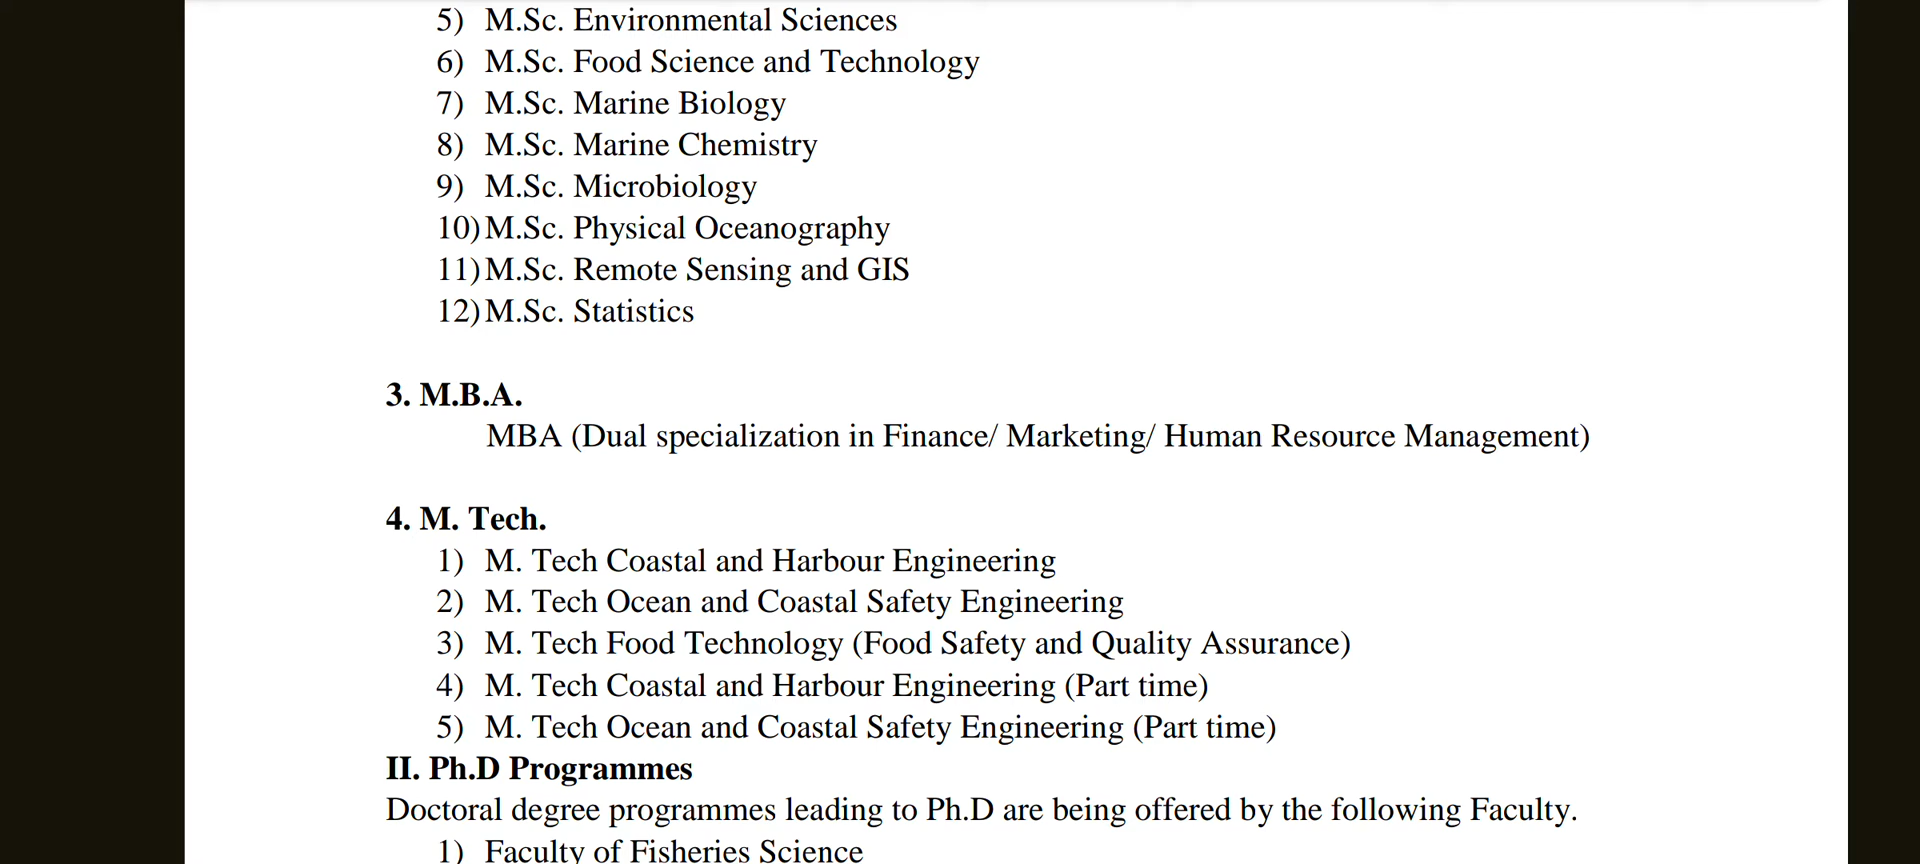 5) M.Sc. Environmental Sciences
6) M.Sc. Food Science and Technology
7) M.Sc. Marine Biology
8) M.Sc. Marine Chemistry
9) M.Sc. Microbiology
10) M.Sc. Physical Oceanography
11) M.Sc. Remote Sensing and GIS
12) M.Sc. Statistics
3. M.B.A.
MBA (Dual specialization in Finance/ Marketing/ Human Resource Management)
4. M. Tech.
1) M. Tech Coastal and Harbour Engineering
2) M. Tech Ocean and Coastal Safety Engineering
3) M. Tech Food Technology (Food Safety and Quality Assurance)
4) M. Tech Coastal and Harbour Engineering (Part time)
5) M. Tech Ocean and Coastal Safety Engineering (Part time)
II. Ph.D Programmes
Doctoral degree programmes leading to Ph.D are being offered by the following Faculty.
1) Faculty of Fisheries Science